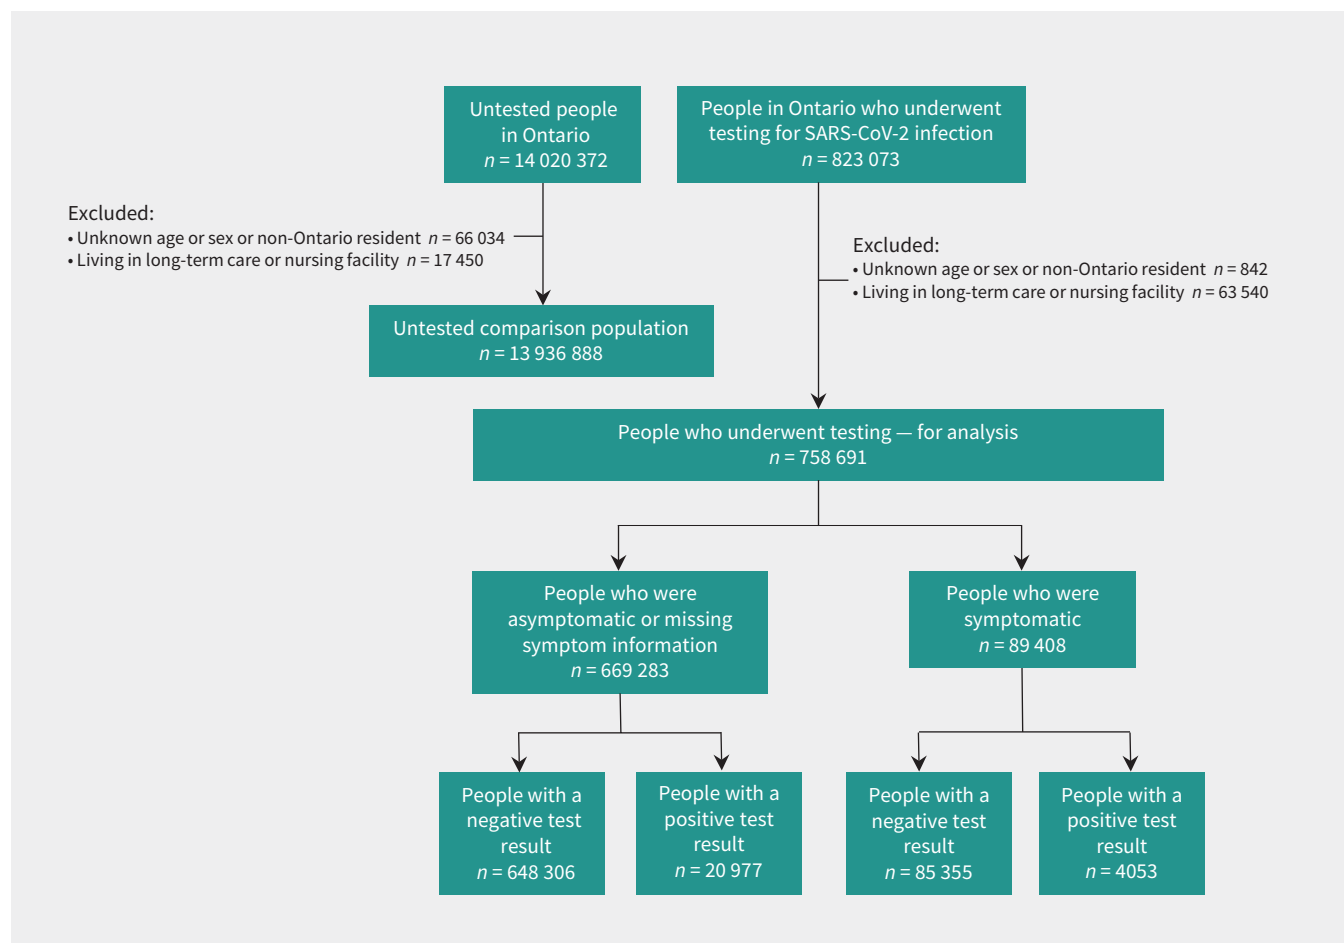 Untested people
in Ontario
n = 14 020 372
People in Ontario who underwent
testing for SARS-CoV-2 infection
n = 823 073
Excluded:
• Unknown age or sex or non-Ontario resident n = 66 034
• Living in long-term care or nursing facility n = 17 450
Excluded:
• Unknown age or sex or non-Ontario resident n = 842
• Living in long-term care or nursing facility n = 63 540
Untested comparison population
n = 13 936 888
People who underwent testing — for analysis
n = 758 691
People who were
asymptomatic or missing
symptom information
n = 669 283
People who were
symptomatic
n = 89 408
People with a
negative test
result
n = 648 306
People with a
positive test
result
n = 20 977
People with a
negative test
result
n = 85 355
People with a
positive test
result
n = 4053